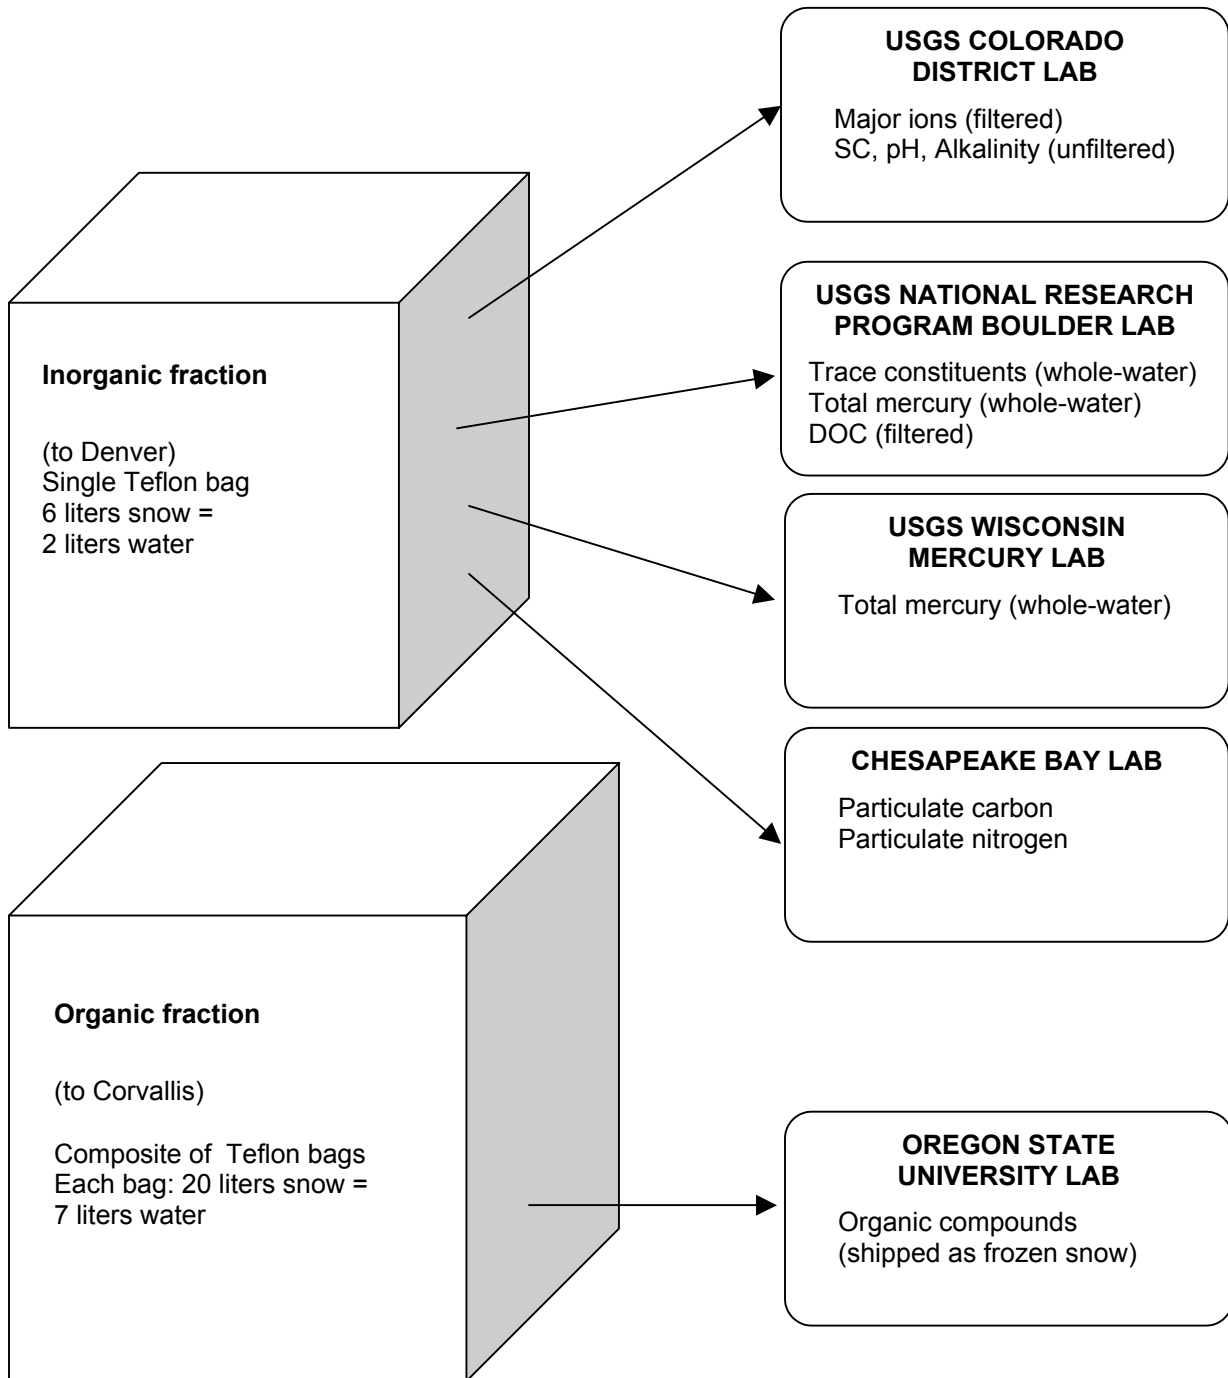 USGS COLORADO
DISTRICT LAB
Major ions (filtered)
SC, pH, Alkalinity (unfiltered)
Inorganic fraction
(to Denver)
Single Teflon bag
6 liters snow =
2 liters water
USGS NATIONAL RESEARCH
PROGRAM BOULDER LAB
Trace constituents (whole-water)
Total mercury (whole-water)
DOC (filtered)
USGS WISCONSIN
MERCURY LAB
Total mercury (whole-water)
CHESAPEAKE BAY LAB
Particulate carbon
Particulate nitrogen
Organic fraction
(to Corvallis)
Composite of Teflon bags
Each bag: 20 liters snow =
7 liters water
OREGON STATE
UNIVERSITY LAB
Organic compounds
(shipped as frozen snow)